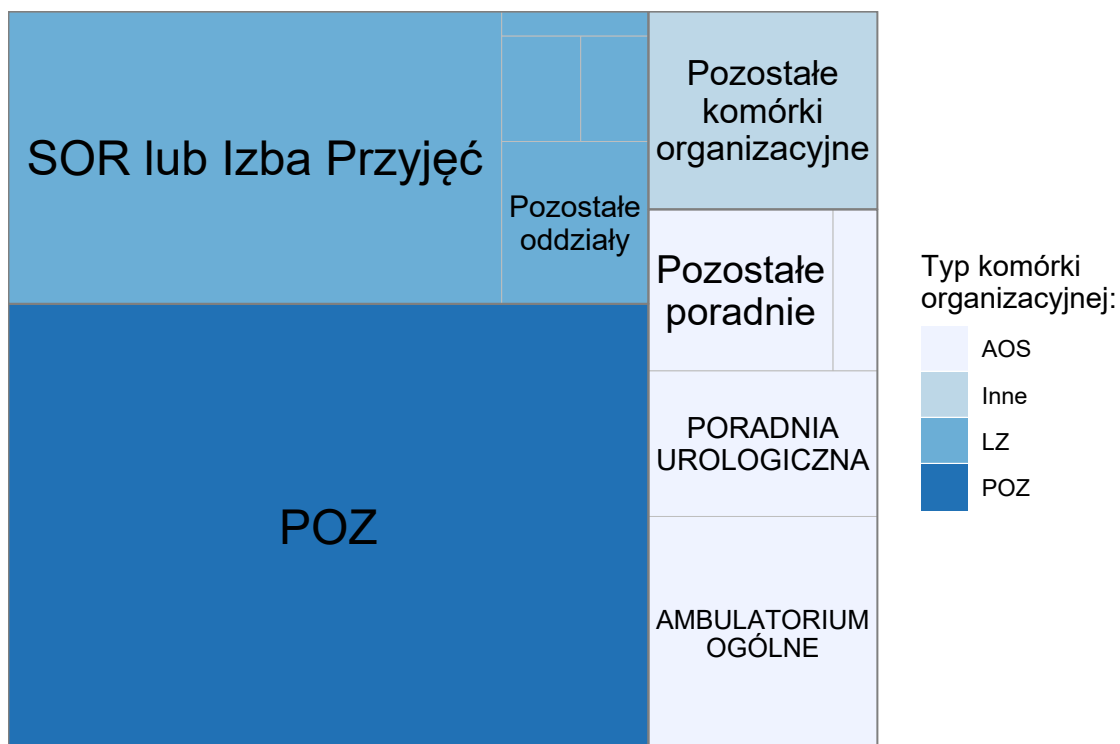 SOR lub Izba Przyjęć
Pozostałe
oddziały
POZ
Pozostałe
komórki
organizacyjne
Pozostałe
poradnie
PORADNIA
UROLOGICZNA
AMBULATORIUM
OGÓLNE
Typ komórki
organizacyjnej:
AOS
Inne
LZ
POZ